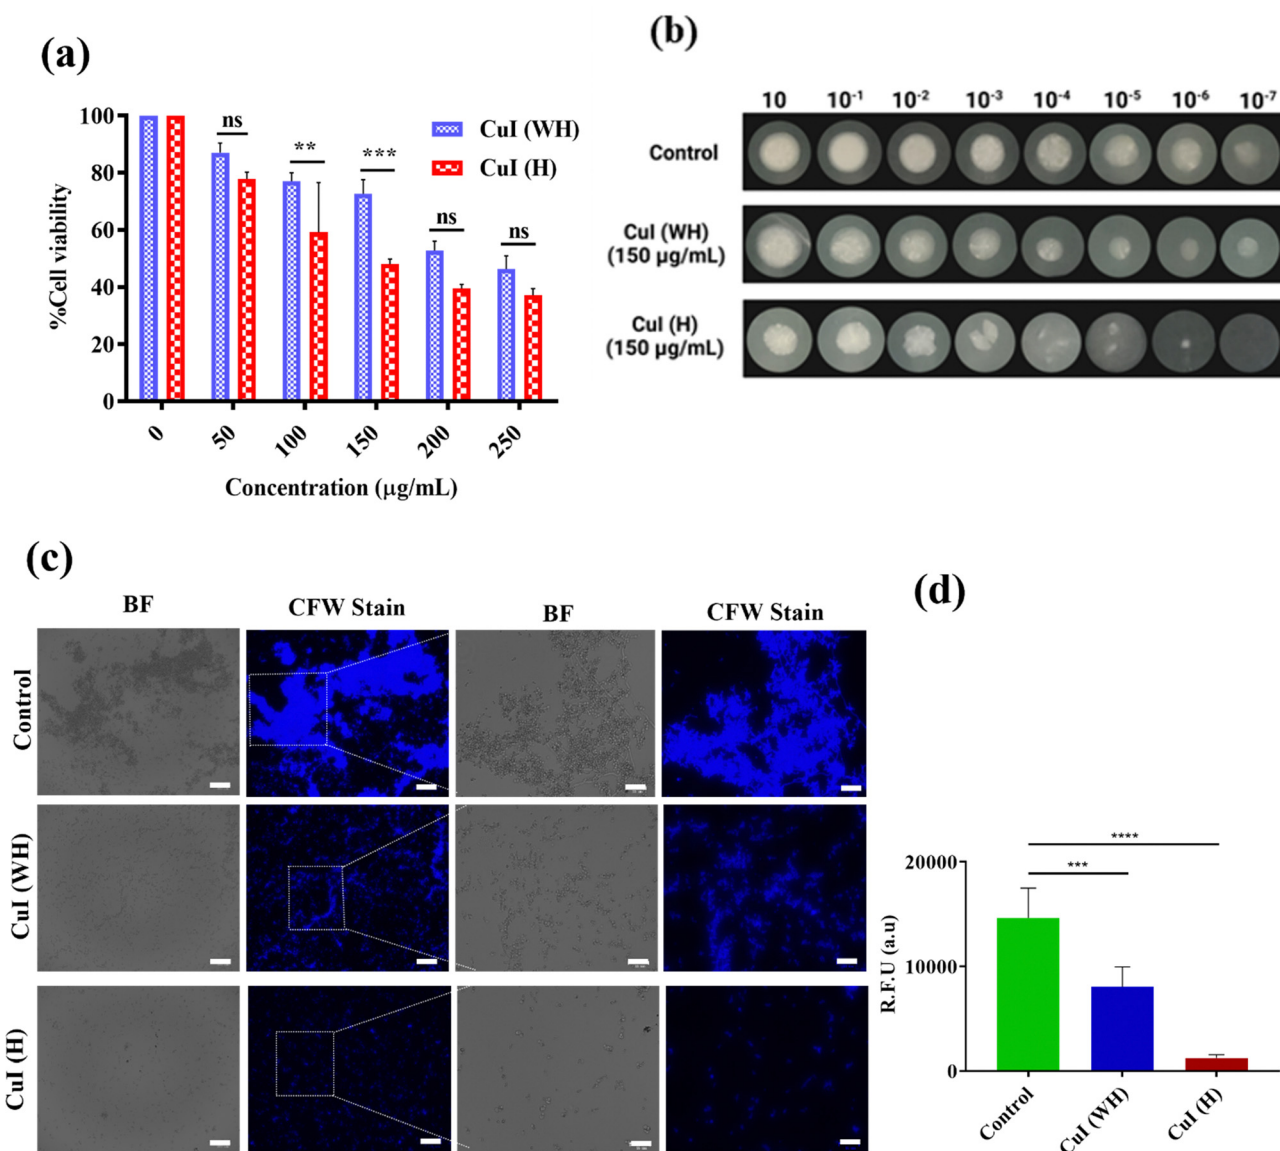 (a)
100
80
60
40
20
0
%Cell viability
ns
**
***
ns
ns
CuI (WH)
CuI (H)
0
50
100
150
200
250
Concentration (µg/mL)
(b)
10 10-1 10-2 10-3 10-4 10-5 10-6 10-7
Control
CuI (WH)
(150 µg/mL)
CuI (H)
(150 µg/mL)
(c)
BF CFW Stain BF CFW Stain
Control
CuI (WH)
CuI (H)
(d)
****
***
20000
10000
0
R.F.U (a.u)
Control
CuI (WH)
CuI (H)